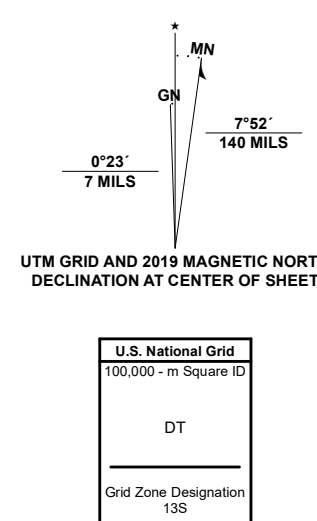 MN
GN
7°52´
140 MILS
0°23´
7 MILS
UTM GRID AND 2019 MAGNETIC NORT
DECLINATION AT CENTER OF SHEET
U.S. National Grid
100,000 - m Square ID
DT
Grid Zone Designation
13S